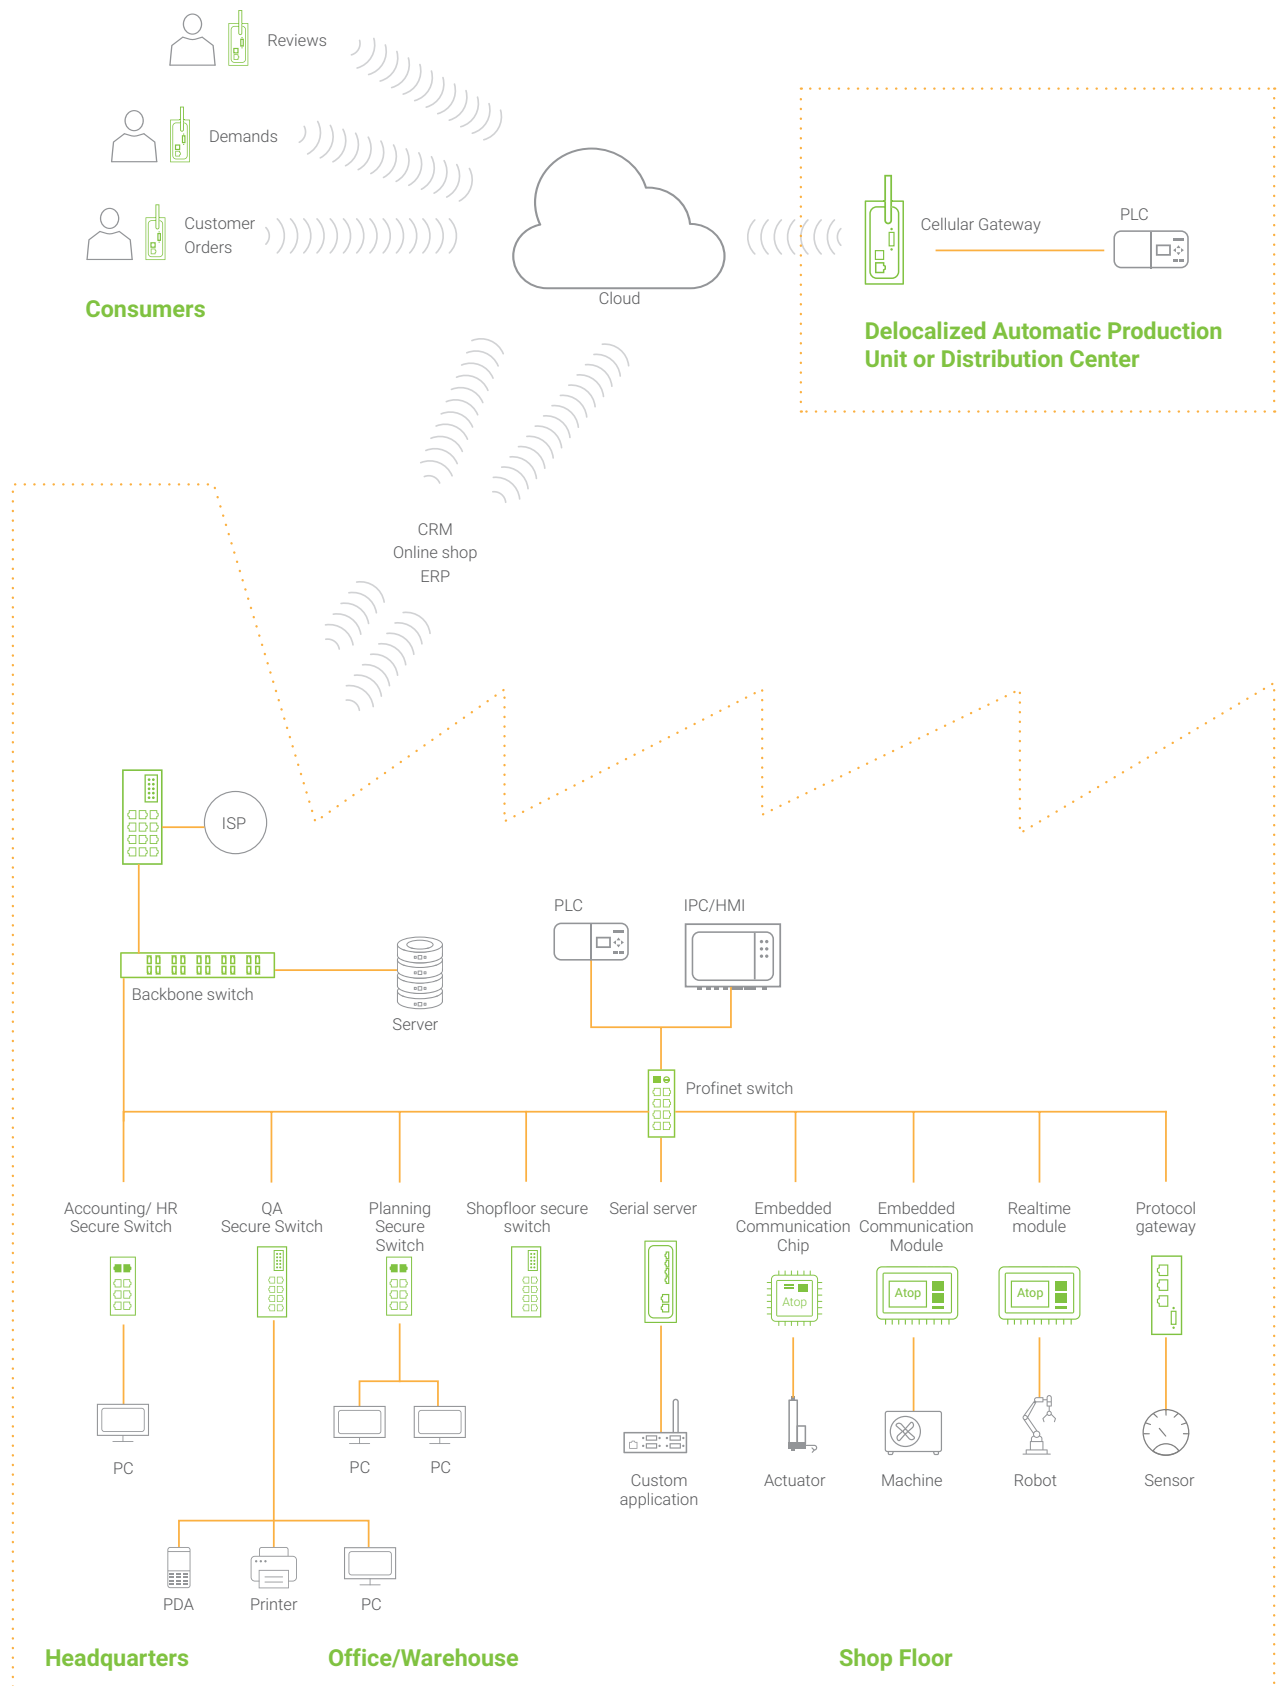 Reviews
Demands
Customer
Orders
Consumers
Cloud
Cellular Gateway
PLC
Delocalized Automatic Production
Unit or Distribution Center
CRM
Online shop
ERP
ISP
Backbone switch
Server
PLC
IPC/HMI
Profinet switch
Accounting/ HR
Secure Switch
QA
Secure Switch
Planning
Secure
Switch
Shopfloor secure
switch
Serial server
Embedded
Communication
Chip
Embedded
Communication
Module
Realtime
module
Protocol
gateway
Atop
Atop
Atop
PC
PC
PC
Custom
application
Actuator
Machine
Robot
Sensor
PDA
Printer
PC
Headquarters
Office/Warehouse
Shop Floor